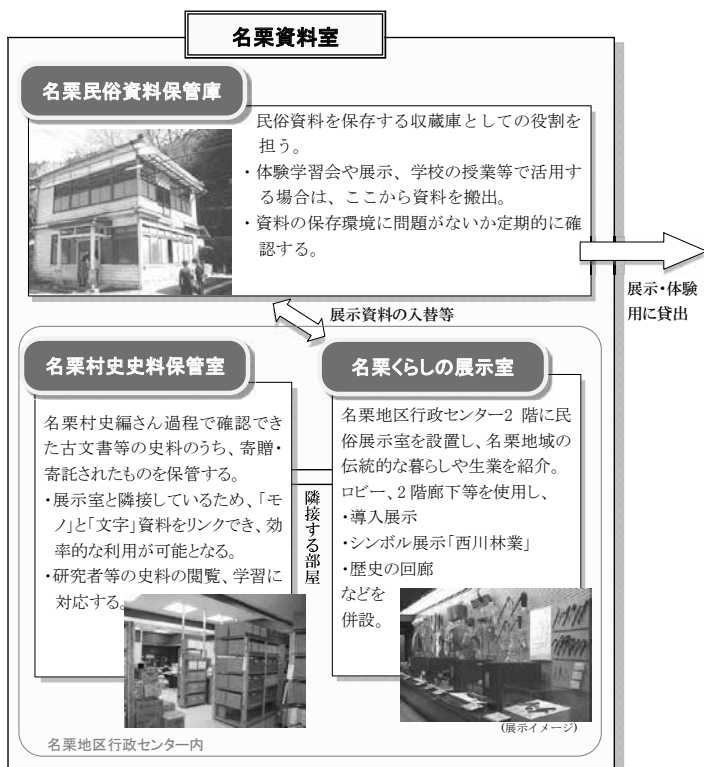 名栗資料室
名栗民俗資料保管庫
民俗資料を保存する収蔵庫としての役割を
担う。
・体験学習会や展示、学校の授業等で活用す
る場合は、ここから資料を搬出。
・資料の保存環境に問題がないか定期的に確
認する。
展示・体験
用に貸出
展示資料の入替等
名栗村史史料保管室
名栗村史編さん過程で確認でき
た古文書等の史料のうち、寄贈・
寄託されたものを保管する。
・展示室と隣接しているため、「モ
ノ」と「文字」資料をリンクでき、効
率的な利用が可能となる。
・研究者等の史料の閲覧、学習に
対応する。
隣接する部屋
名栗くらしの展示室
名栗地区行政センター2 階に民
俗展示室を設置し、名栗地域の
伝統的な暮らしや生業を紹介。
ロビー、2階廊下等を使用し、
・導入展示
・シンボル展示「西川林業」
・歴史の回廊
などを
併設。
(展示イメージ)
名栗地区行政センター内